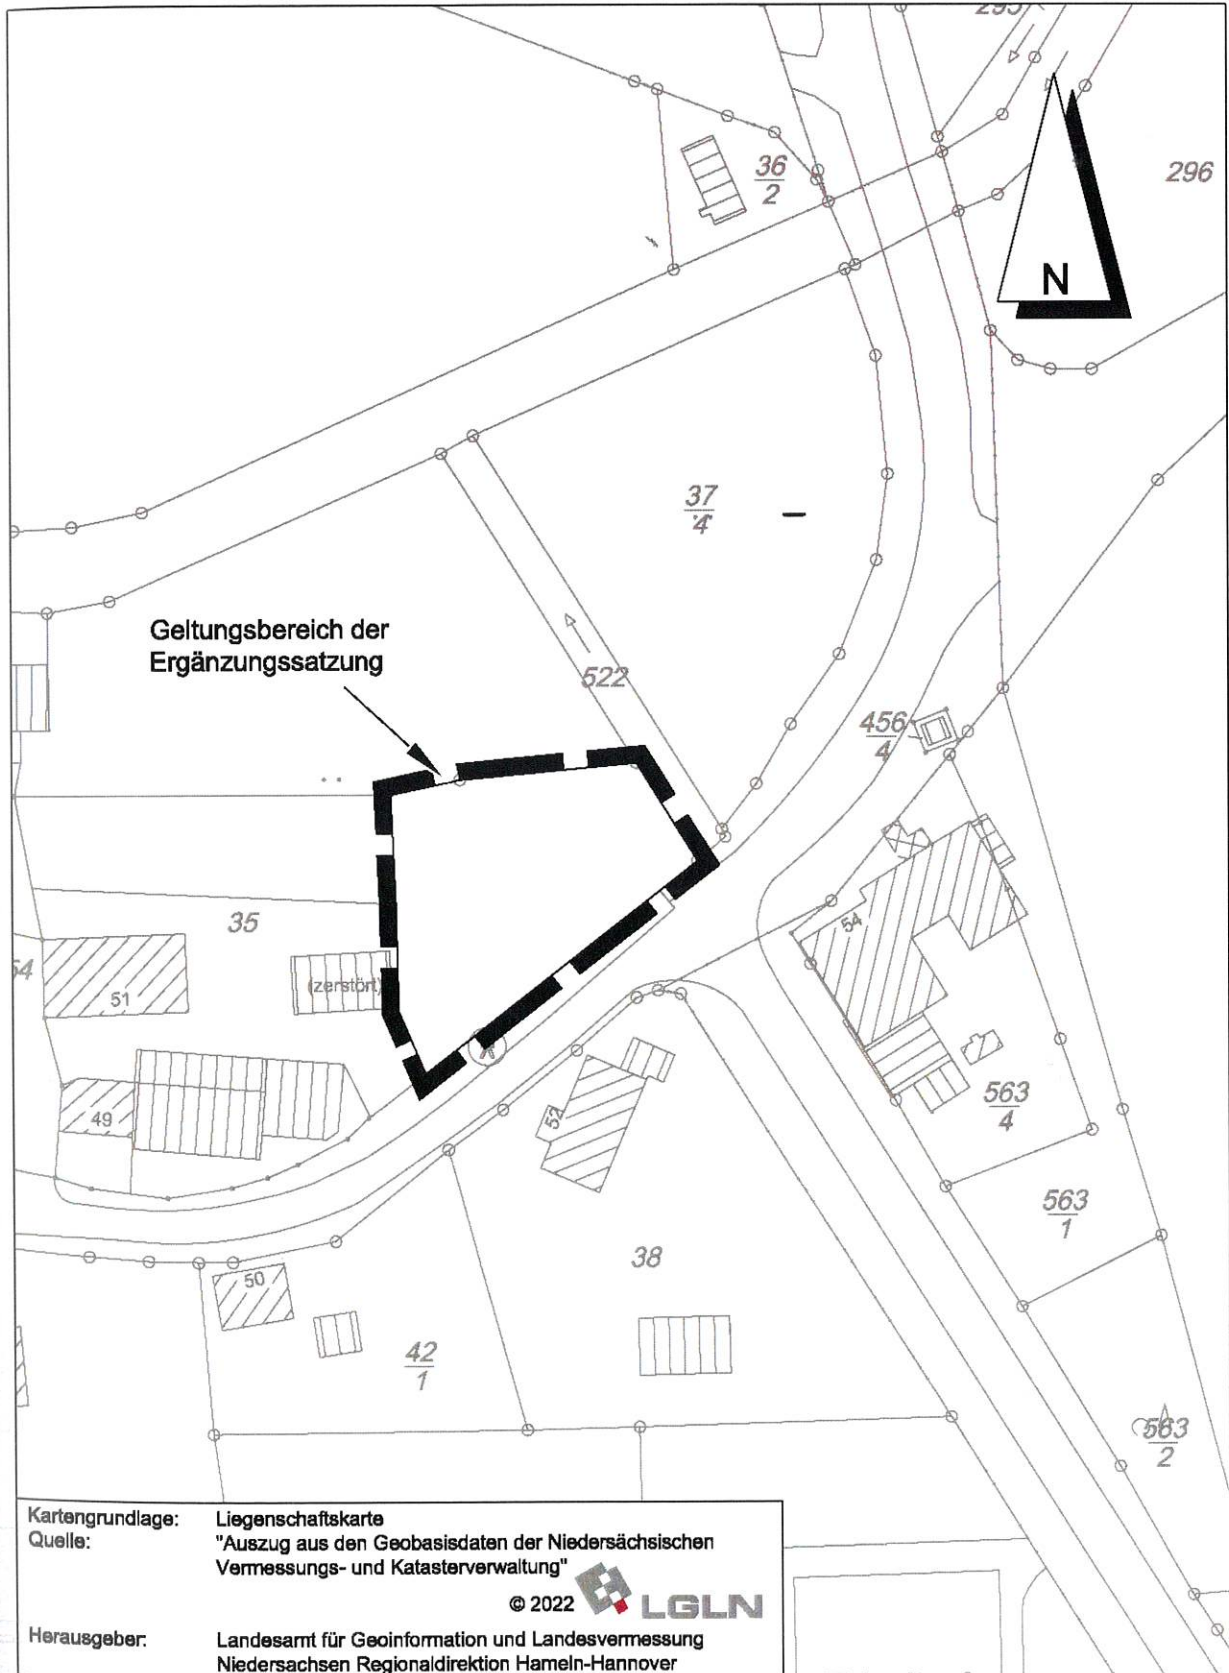 295
36
2
296
N
37
4
Geltungsbereich der
Ergänzungssatzung
522
456
4
35
54
54
(zerstört)
51
49
52
563
4
563
1
38
50
42
1
563
2
Kartengrundlage: Liegenschaftskarte
Quelle: "Auszug aus den Geobasisdaten der Niedersächsischen
Vermessungs- und Katasterverwaltung"
© 2022 LGLN
Herausgeber: Landesamt für Geoinformation und Landesvermessung
Niedersachsen Regionaldirektion Hameln-Hannover